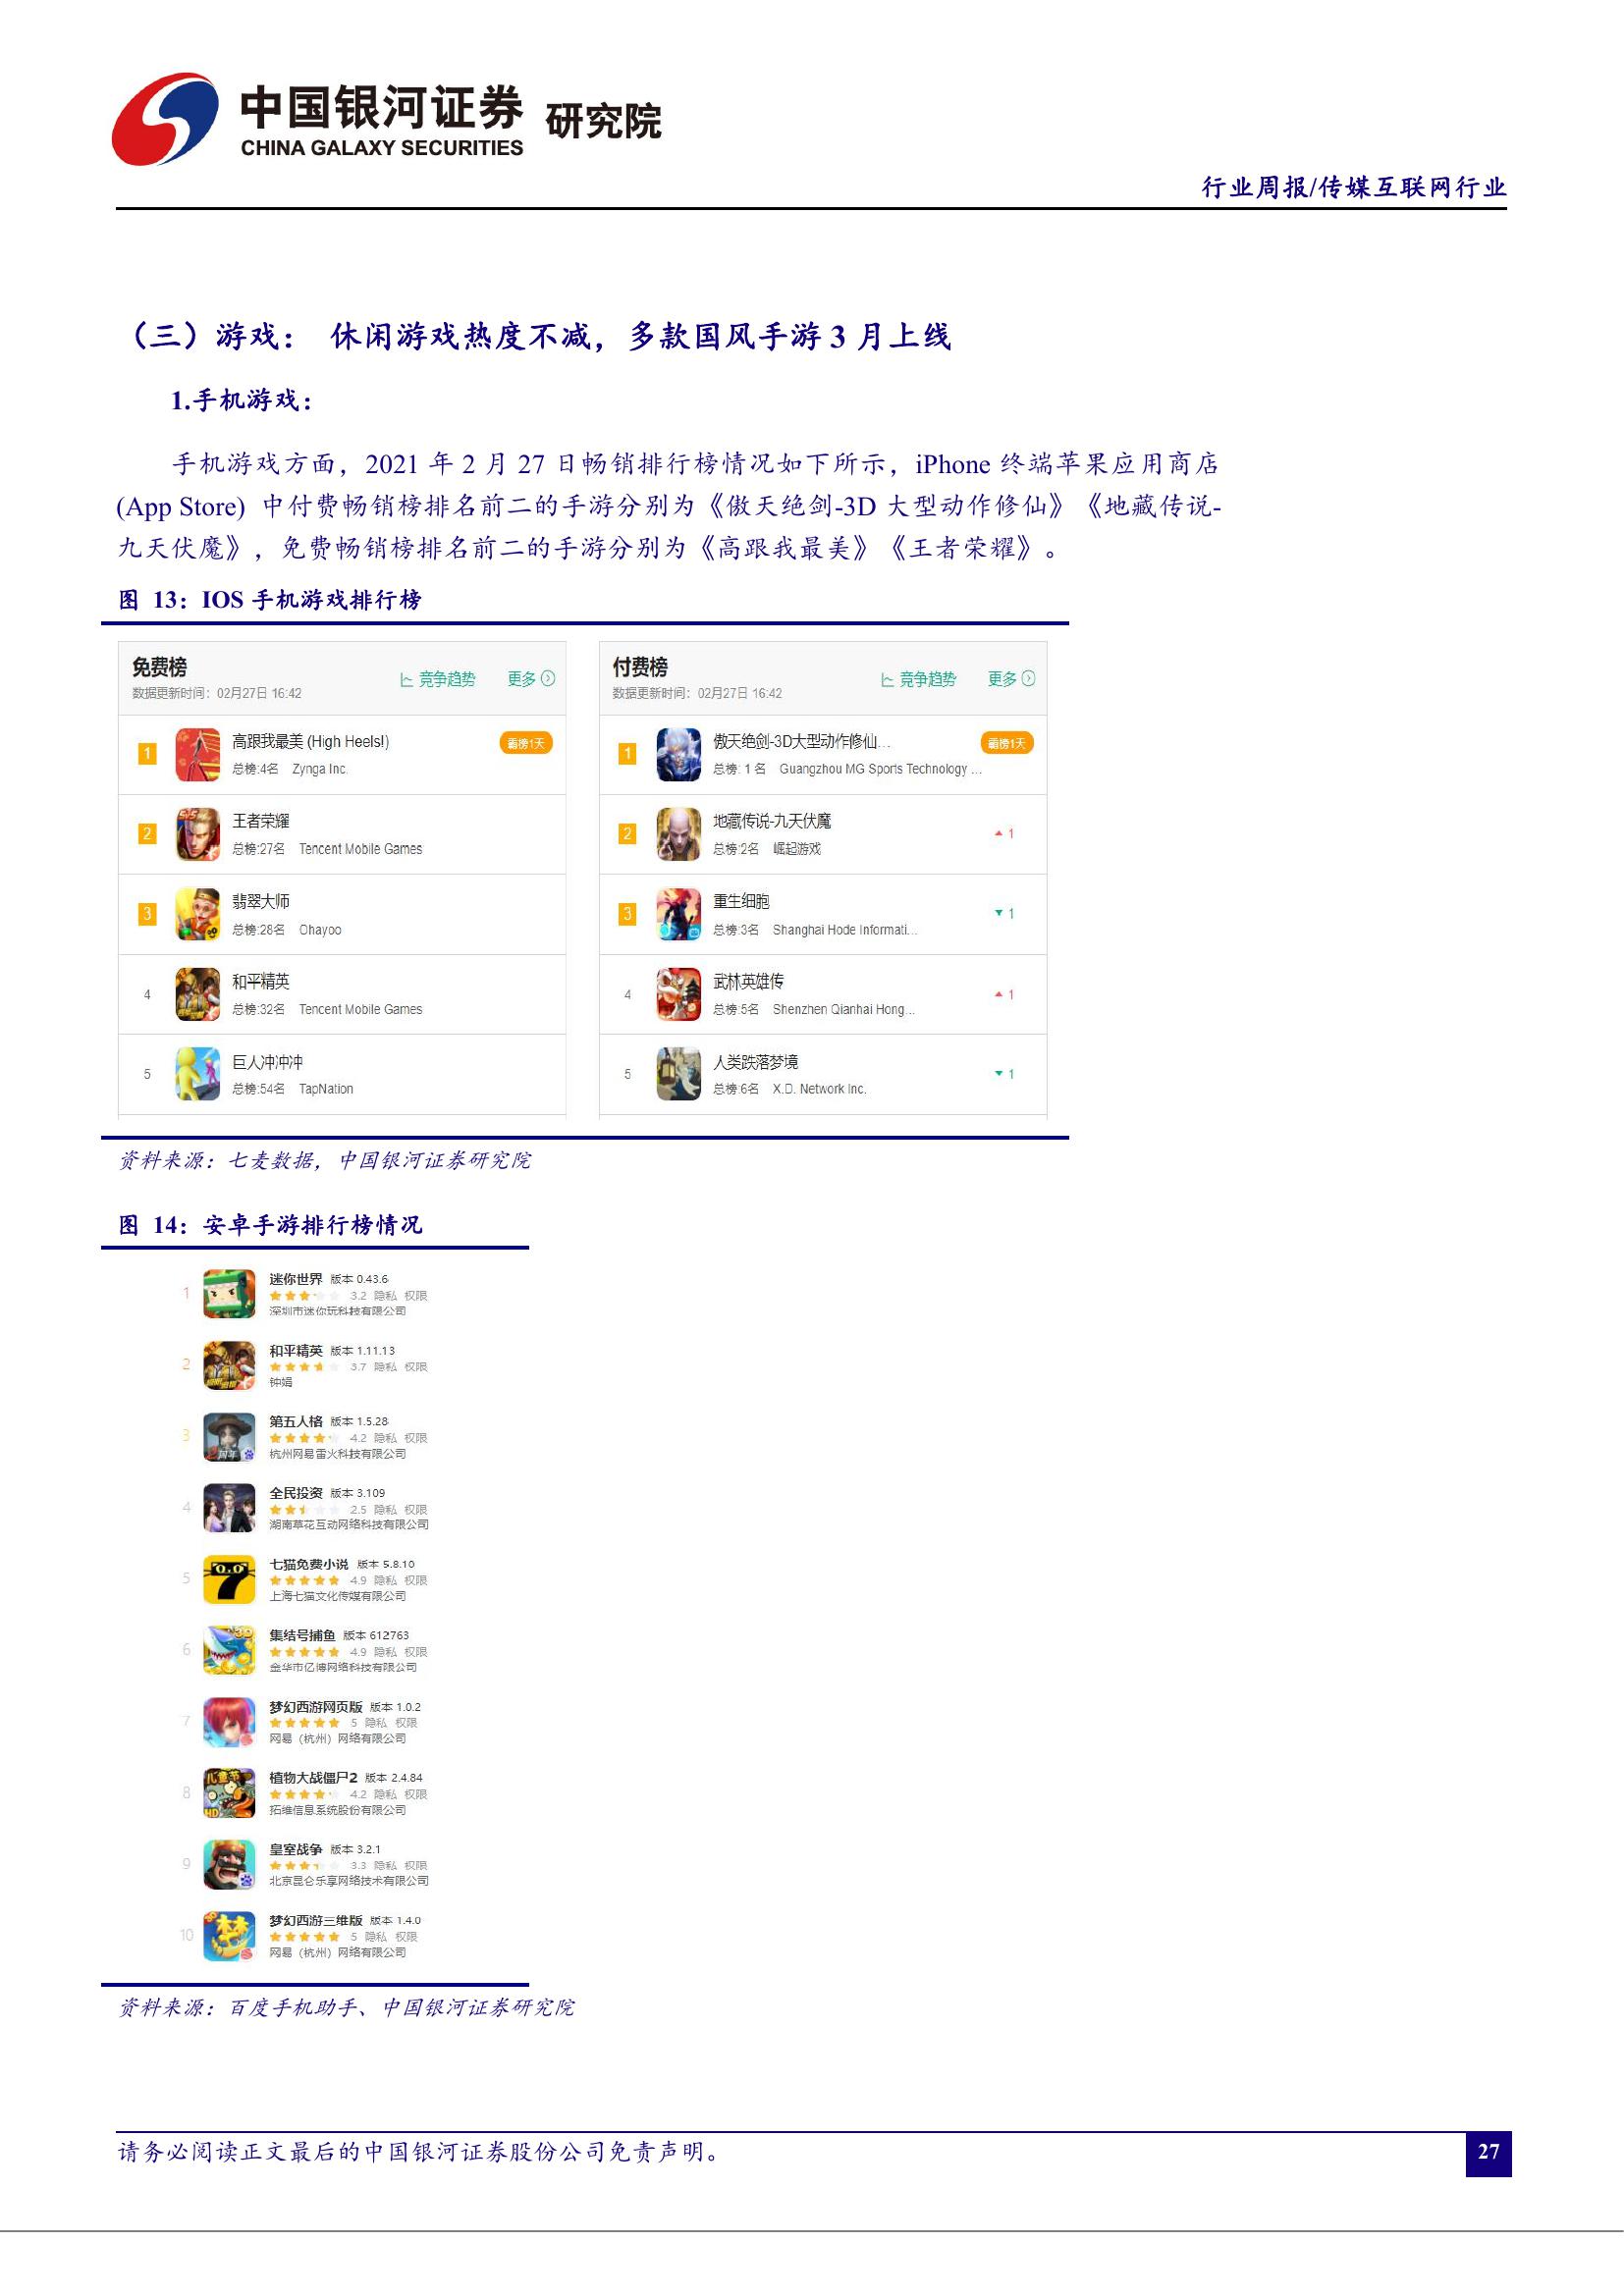 中国银河证券 研究院
CHINA GALAXY SECURITIES
行业周报/传媒互联网行业
（三）游戏： 休闲游戏热度不减，多款国风手游 3 月上线
1.手机游戏：
手机游戏方面，2021 年 2 月 27 日畅销排行榜情况如下所示，iPhone 终端苹果应用商店
(App Store) 中付费畅销榜排名前二的手游分别为《傲天绝剑-3D 大型动作修仙》《地藏传说-
九天伏魔》，免费畅销榜排名前二的手游分别为《高跟我最美》《王者荣耀》。
图 13：IOS 手机游戏排行榜
免费榜
数据更新时间：02月27日 16:42
竞争趋势 更多
1
高跟我最美 (High Heels!)
霸榜1天
总榜:4名 Zynga Inc.
2
王者荣耀
总榜:27名 Tencent Mobile Games
3
翡翠大师
总榜:28名 Ohayoo
4
和平精英
总榜:32名 Tencent Mobile Games
5
巨人冲冲冲
总榜:54名 TapNation
付费榜
数据更新时间：02月27日 16:42
竞争趋势 更多
1
傲天绝剑-3D大型动作修仙...
霸榜1天
总榜: 1 名 Guangzhou MG Sports Technology ...
2
地藏传说-九天伏魔
1
总榜:2名 崛起游戏
3
重生细胞
1
总榜:3名 Shanghai Hode Informati...
4
武林英雄传
1
总榜:5名 Shenzhen Qianhai Hong...
5
人类跌落梦境
1
总榜:6名 X.D. Network Inc.
资料来源：七麦数据，中国银河证券研究院
图 14：安卓手游排行榜情况
1
迷你世界 版本 0.43.6
3.2 隐私 权限
深圳市迷你玩科技有限公司
2
和平精英 版本 1.11.13
3.7 隐私 权限
钟娟
3
第五人格 版本 1.5.28
4.2 隐私 权限
杭州网易雷火科技有限公司
4
全民投资 版本 3.109
2.5 隐私 权限
湖南草花互动网络科技有限公司
5
七猫免费小说 版本 5.8.10
4.9 隐私 权限
上海七猫文化传媒有限公司
6
集结号捕鱼 版本 612763
4.9 隐私 权限
金华市亿博网络科技有限公司
7
梦幻西游网页版 版本 1.0.2
5 隐私 权限
网易（杭州）网络有限公司
8
植物大战僵尸2 版本 2.4.84
4.2 隐私 权限
拓维信息系统股份有限公司
9
皇室战争 版本 3.2.1
3.3 隐私 权限
北京昆仑乐享网络技术有限公司
10
梦幻西游三维版 版本 1.4.0
5 隐私 权限
网易（杭州）网络有限公司
资料来源：百度手机助手、中国银河证券研究院
请务必阅读正文最后的中国银河证券股份公司免责声明。
27